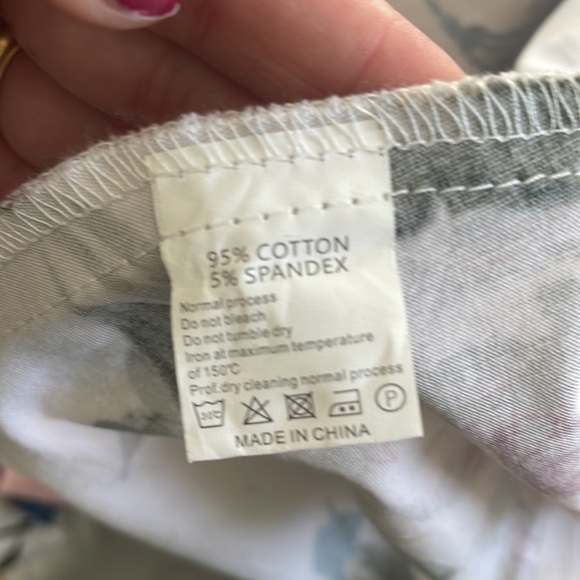 95% COTTON
5% SPANDEX
Normal process
Do not bleach
Do not tumble dry
Iron at maximum temperature
of 150°C
Prof.dry cleaning normal process
30°C P
MADE IN CHINA